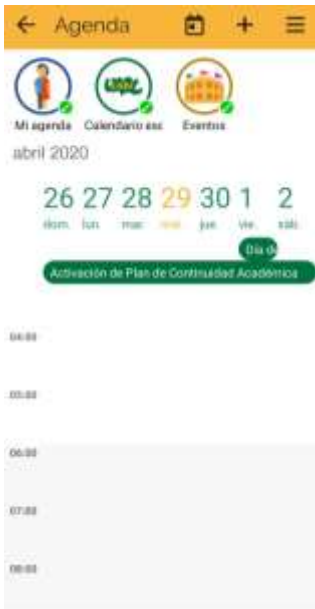 Agenda
Mi agenda Calendario esc Eventos
abril 2020
26 27 28 29 30 1 2
dom. lun. mar. mié. jue. vie. sáb.
Día de
Activación de Plan de Continuidad Académica
04:00
05:00
06:00
07:00
08:00